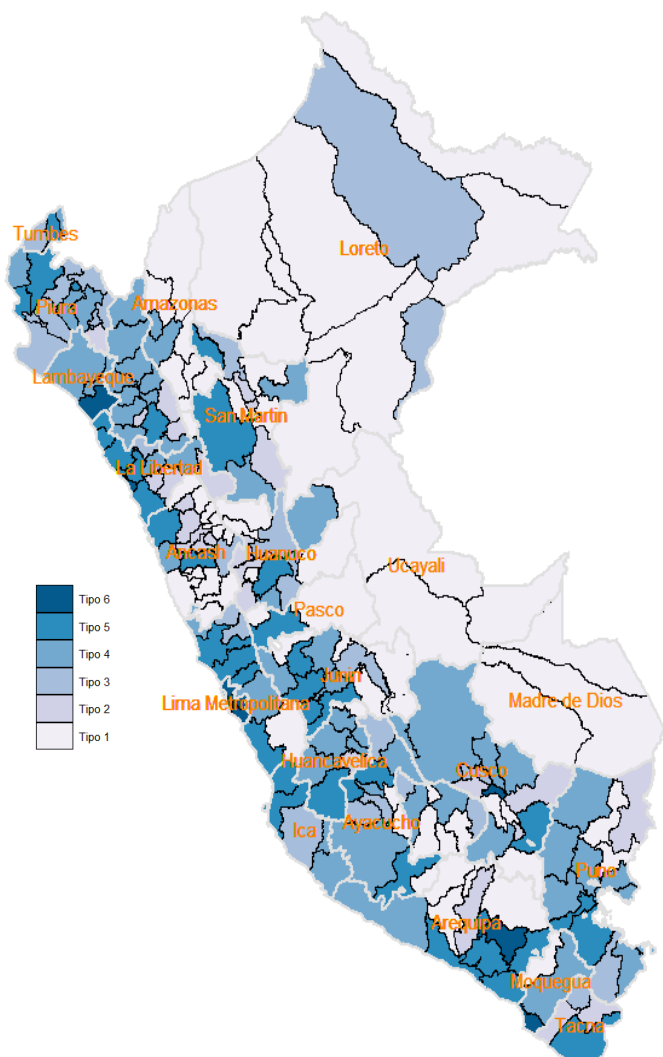 Tumbes
Loreto
Piura
Amazonas
Lambayeque
San Martin
La Libertad
Ancash
Huanuco
Ucayali
Pasco
Tipo 6
Tipo 5
Tipo 4
Tipo 3
Tipo 2
Tipo 1
Junin
Lima Metropolitana
Madre de Dios
Huancavelica
Cusco
Ica
Ayacucho
Puno
Arequipa
Moquegua
Tacna